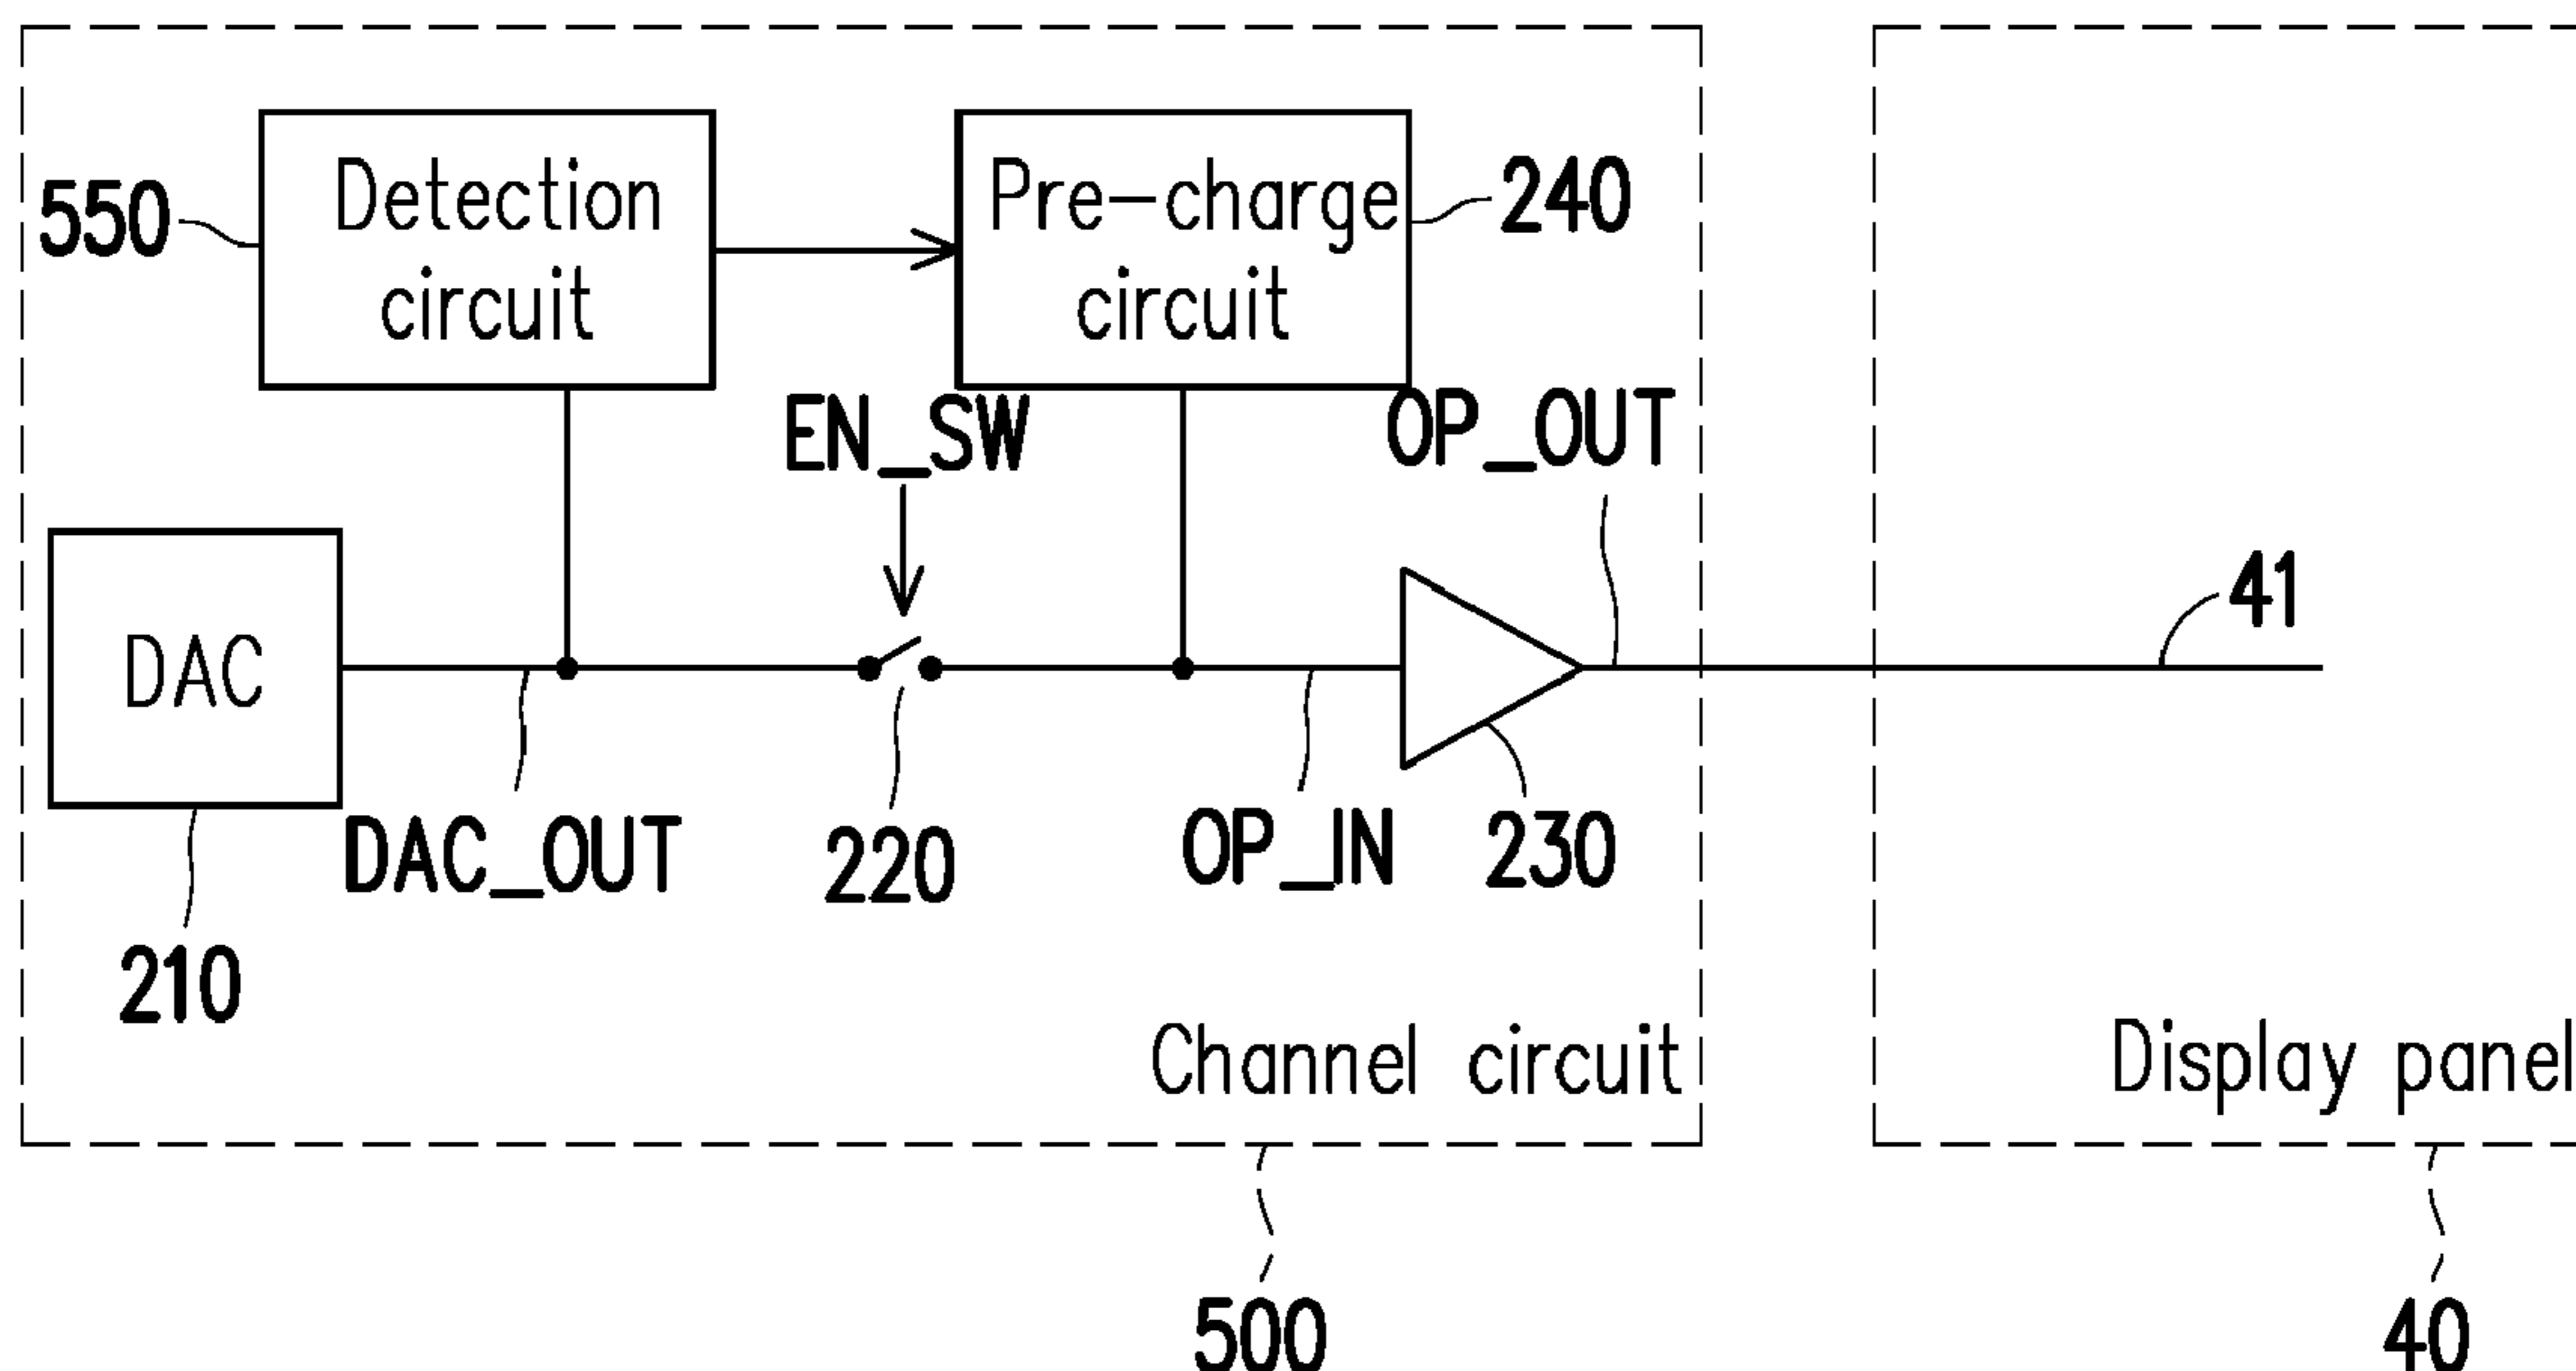 550
Detection
circuit
Pre-charge
circuit
240
EN_SW
OP_OUT
41
DAC
DAC_OUT
220
OP_IN
230
210
Channel circuit
Display panel
500
40